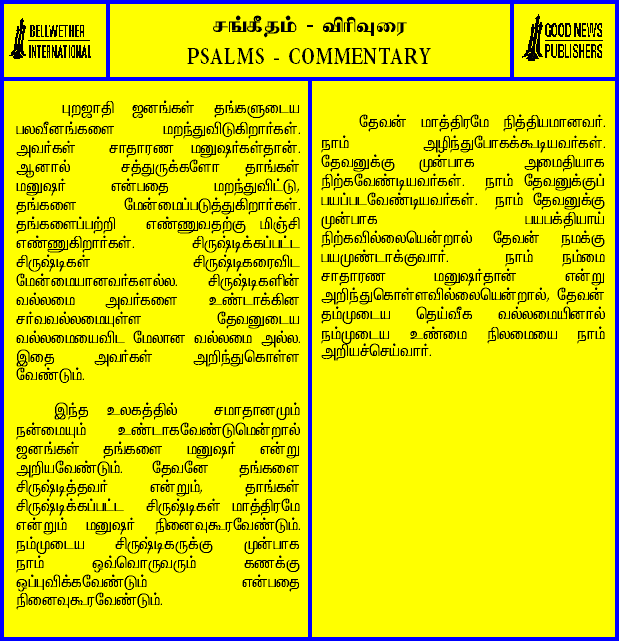 BELLWETHER
INTERNATIONAL
சங்கீதம் - விரிவுரை
PSALMS - COMMENTARY
GOOD NEWS
PUBLISHERS
புறஜாதி ஜனங்கள் தங்களுடைய
பலவீனங்களை மறந்துவிடுகிறார்கள்.
அவர்கள் சாதாரண மனுஷர்கள்தான்.
ஆனால் சத்துருக்களோ தாங்கள்
மனுஷர் என்பதை மறந்துவிட்டு,
தங்களை மேன்மைப்படுத்துகிறார்கள்.
தங்களைப்பற்றி எண்ணுவதற்கு மிஞ்சி
எண்ணுகிறார்கள். சிருஷ்டிக்கப்பட்ட
சிருஷ்டிகள் சிருஷ்டிகரைவிட
மேன்மையானவர்களல்ல. சிருஷ்டிகளின்
வல்லமை அவர்களை உண்டாக்கின
சர்வவல்லமையுள்ள தேவனுடைய
வல்லமையைவிட மேலான வல்லமை அல்ல.
இதை அவர்கள் அறிந்துகொள்ள
வேண்டும்.
இந்த உலகத்தில் சமாதானமும்
நன்மையும் உண்டாகவேண்டுமென்றால்
ஜனங்கள் தங்களை மனுஷர் என்று
அறியவேண்டும். தேவனே தங்களை
சிருஷ்டித்தவர் என்றும், தாங்கள்
சிருஷ்டிக்கப்பட்ட சிருஷ்டிகள் மாத்திரமே
என்றும் மனுஷர் நினைவுகூரவேண்டும்.
நம்முடைய சிருஷ்டிகருக்கு முன்பாக
நாம் ஒவ்வொருவரும் கணக்கு
ஒப்புவிக்கவேண்டும் என்பதை
நினைவுகூரவேண்டும்.
தேவன் மாத்திரமே நித்தியமானவர்.
நாம் அழிந்துபோகக்கூடியவர்கள்.
தேவனுக்கு முன்பாக அமைதியாக
நிற்கவேண்டியவர்கள். நாம் தேவனுக்குப்
பயப்படவேண்டியவர்கள். நாம் தேவனுக்கு
முன்பாக பயபக்தியாய்
நிற்கவில்லையென்றால் தேவன் நமக்கு
பயமுண்டாக்குவார். நாம் நம்மை
சாதாரண மனுஷர்தான் என்று
அறிந்துகொள்ளவில்லையென்றால், தேவன்
தம்முடைய தெய்வீக வல்லமையினால்
நம்முடைய உண்மை நிலமையை நாம்
அறியச்செய்வார்.